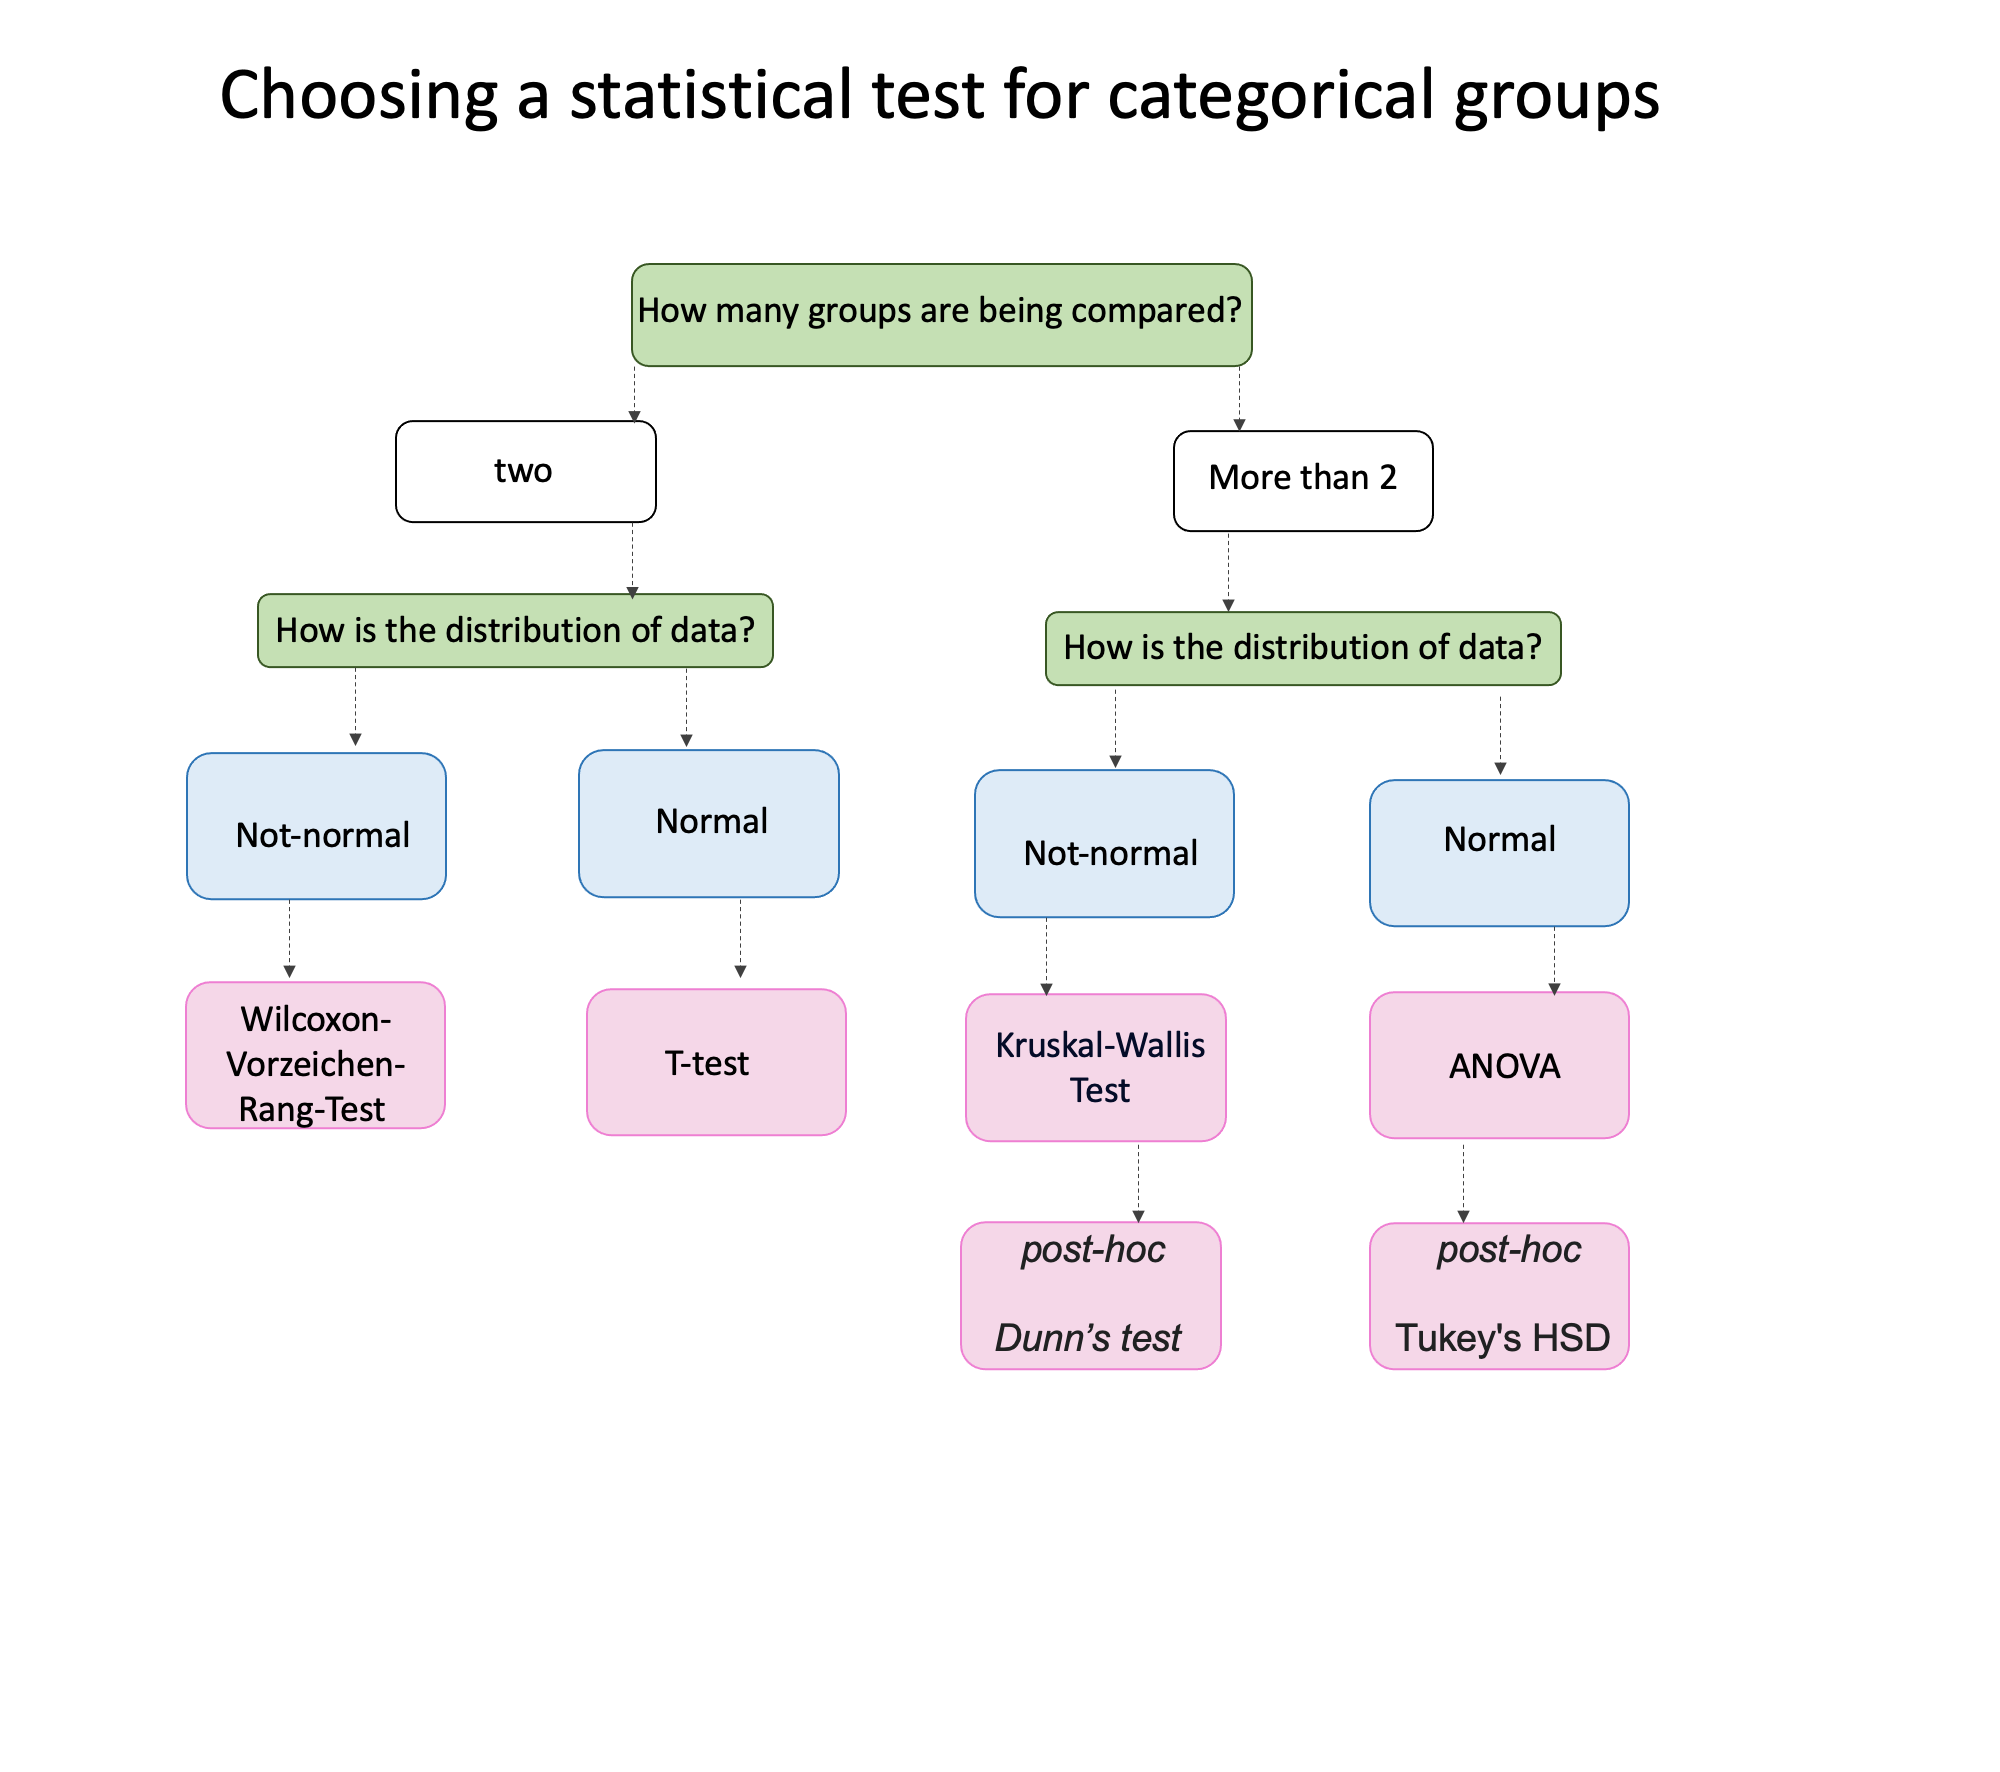 Choosing a statistical test for categorical groups
How many groups are being compared?
two
More than 2
How is the distribution of data?
How is the distribution of data?
Not-normal
Normal
Not-normal
Normal
Wilcoxon-
Vorzeichen-
Rang-Test
T-test
Kruskal-Wallis
Test
ANOVA
post-hoc
Dunn’s test
post-hoc
Tukey's HSD